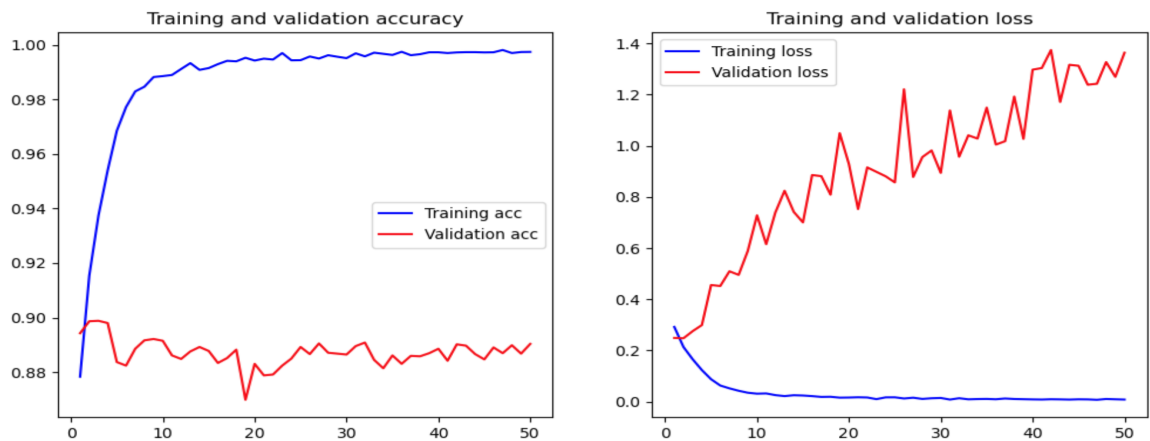 Training and validation accuracy
1.00
0.98
0.96
0.94
0.92
0.90
0.88
Training acc
Validation acc
0 10 20 30 40 50
Training and validation loss
1.4
1.2
1.0
0.8
0.6
0.4
0.2
0.0
Training loss
Validation loss
0 10 20 30 40 50